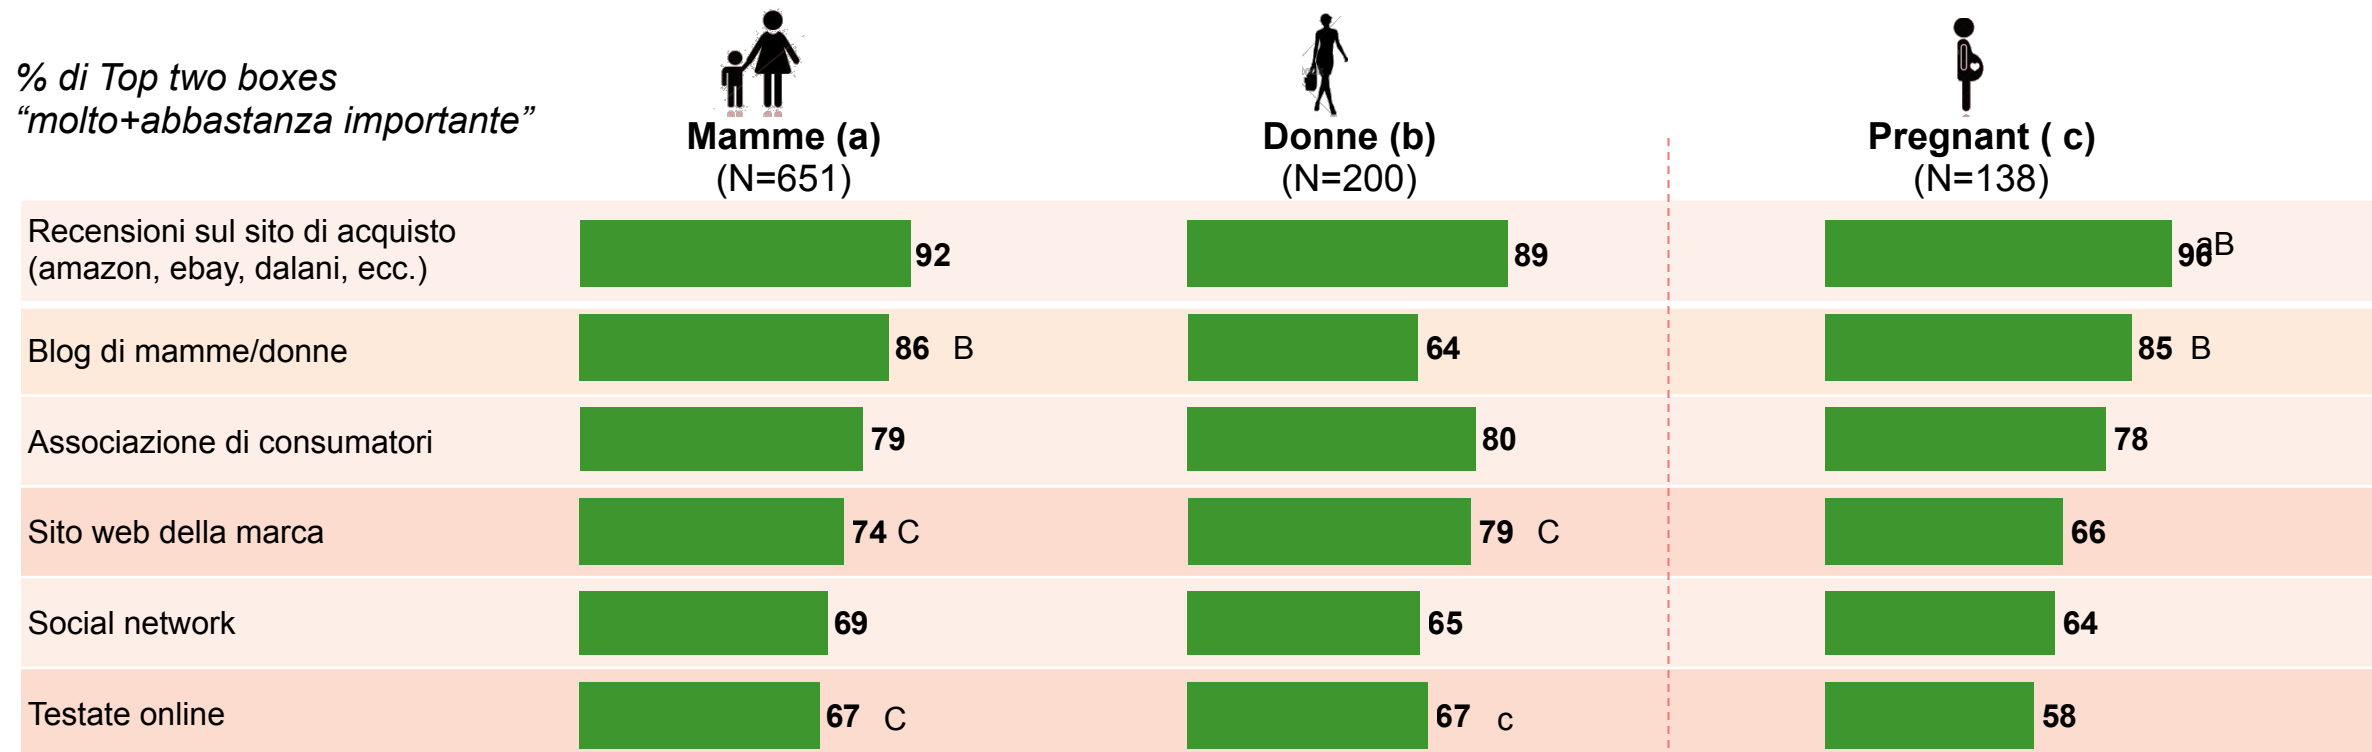 % di Top two boxes
“molto+abbastanza importante”
Mamme (a)
(N=651)
Donne (b)
(N=200)
Pregnant ( c)
(N=138)
Recensioni sul sito di acquisto
(amazon, ebay, dalani, ecc.)
92
89
96 aB
Blog di mamme/donne
86 B
64
85 B
Associazione di consumatori
79
80
78
Sito web della marca
74 C
79 C
66
Social network
69
65
64
Testate online
67 C
67 c
58